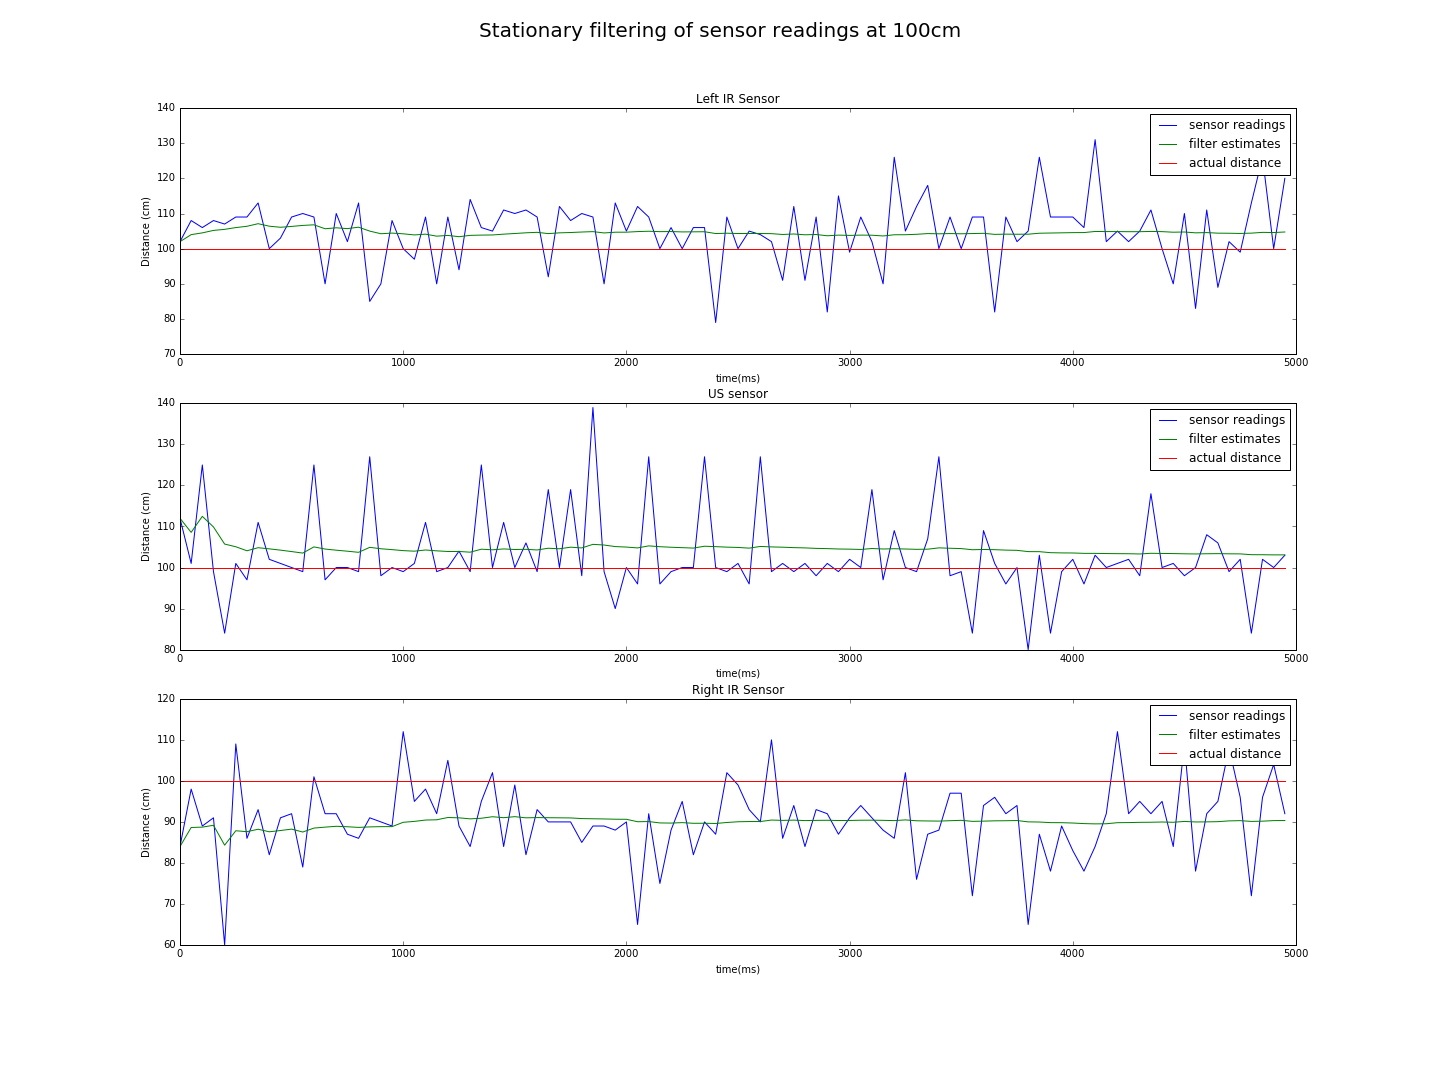 Stationary filtering of sensor readings at 100cm
Left IR Sensor
140
130
120
110
100
90
80
70
Distance (cm)
sensor readings
filter estimates
actual distance
0 1000 2000 3000 4000 5000
time(ms)
US sensor
140
130
120
110
100
90
80
Distance (cm)
sensor readings
filter estimates
actual distance
0 1000 2000 3000 4000 5000
time(ms)
Right IR Sensor
120
110
100
90
80
70
60
Distance (cm)
sensor readings
filter estimates
actual distance
0 1000 2000 3000 4000 5000
time(ms)